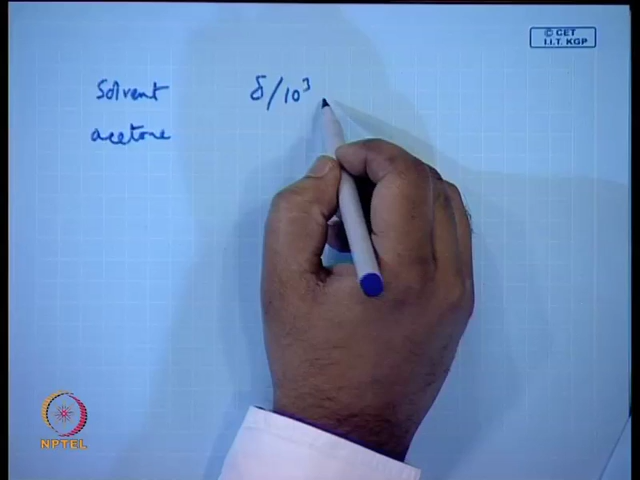 © CET
I.I.T. KGP
Solvent δ/10³
acetone
NPTEL